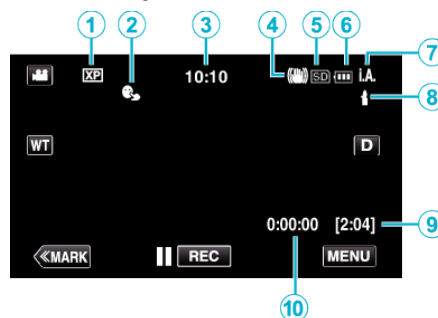 1 2 3 4 5 6 7
XP 10:10 SD i.A.
8
WT D
0:00:00 [2:04] 9
≪MARK REC MENU
10